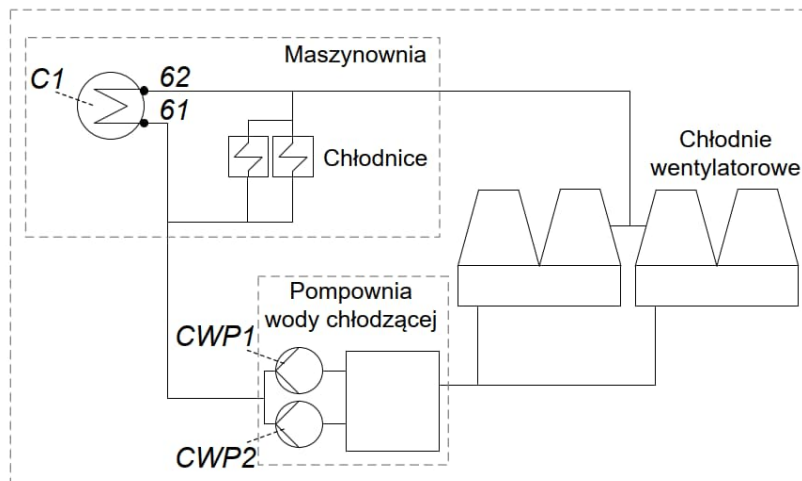 Maszynownia
C1
62
61
Chłodnice
Chłodnie
wentylatorowe
Pompownia
wody chłodzącej
CWP1
CWP2